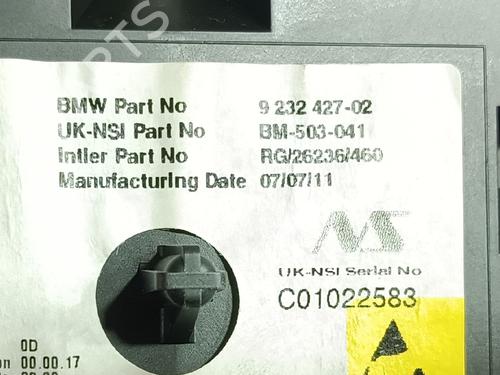 BMW Part No 9 232 427-02
UK-NSI Part No BM-503-041
Intier Part No RG/26236/460
Manufacturing Date 07/07/11
UK-NSI Serial No
C01022583
0D
00.00.17